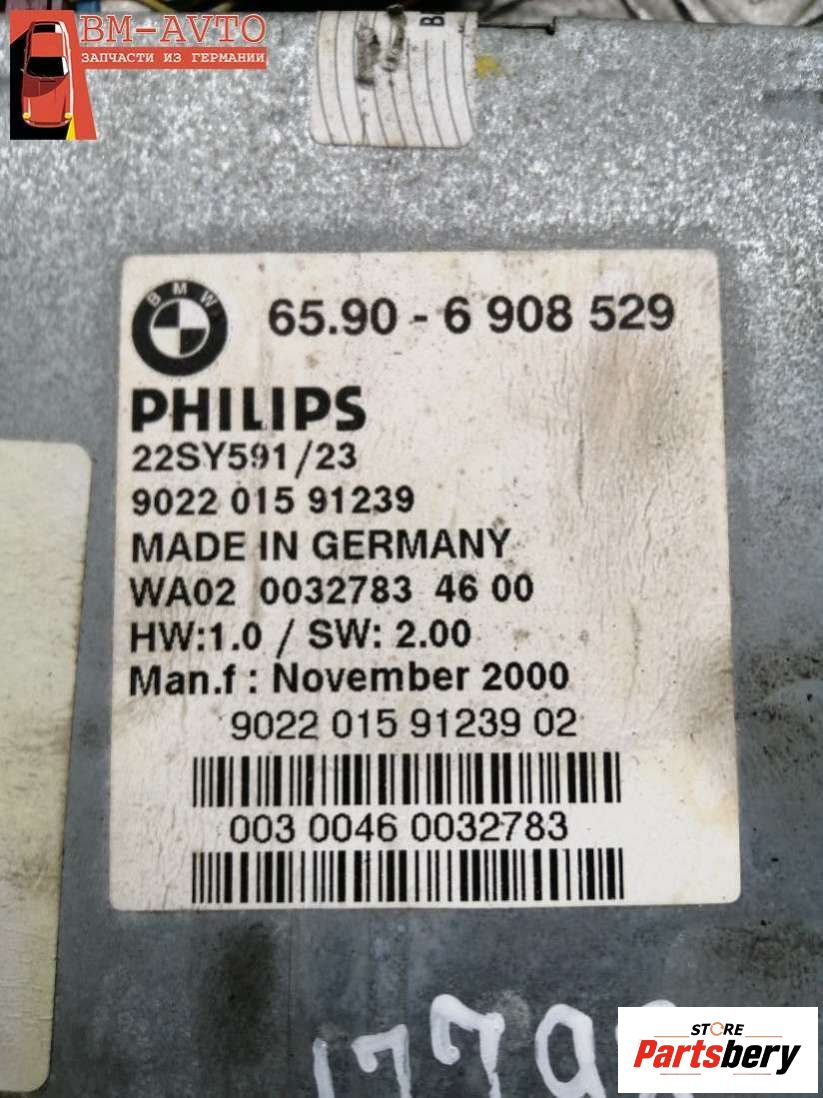 ВМ-AVTO
ЗАПЧАСТИ ИЗ ГЕРМАНИИ
BMW
65.90 - 6 908 529
PHILIPS
22SY591/23
9022 015 91239
MADE IN GERMANY
WA02 0032783 46 00
HW:1.0 / SW: 2.00
Man.f : November 2000
9022 015 91239 02
003 0046 0032783
STORE
Partsbery